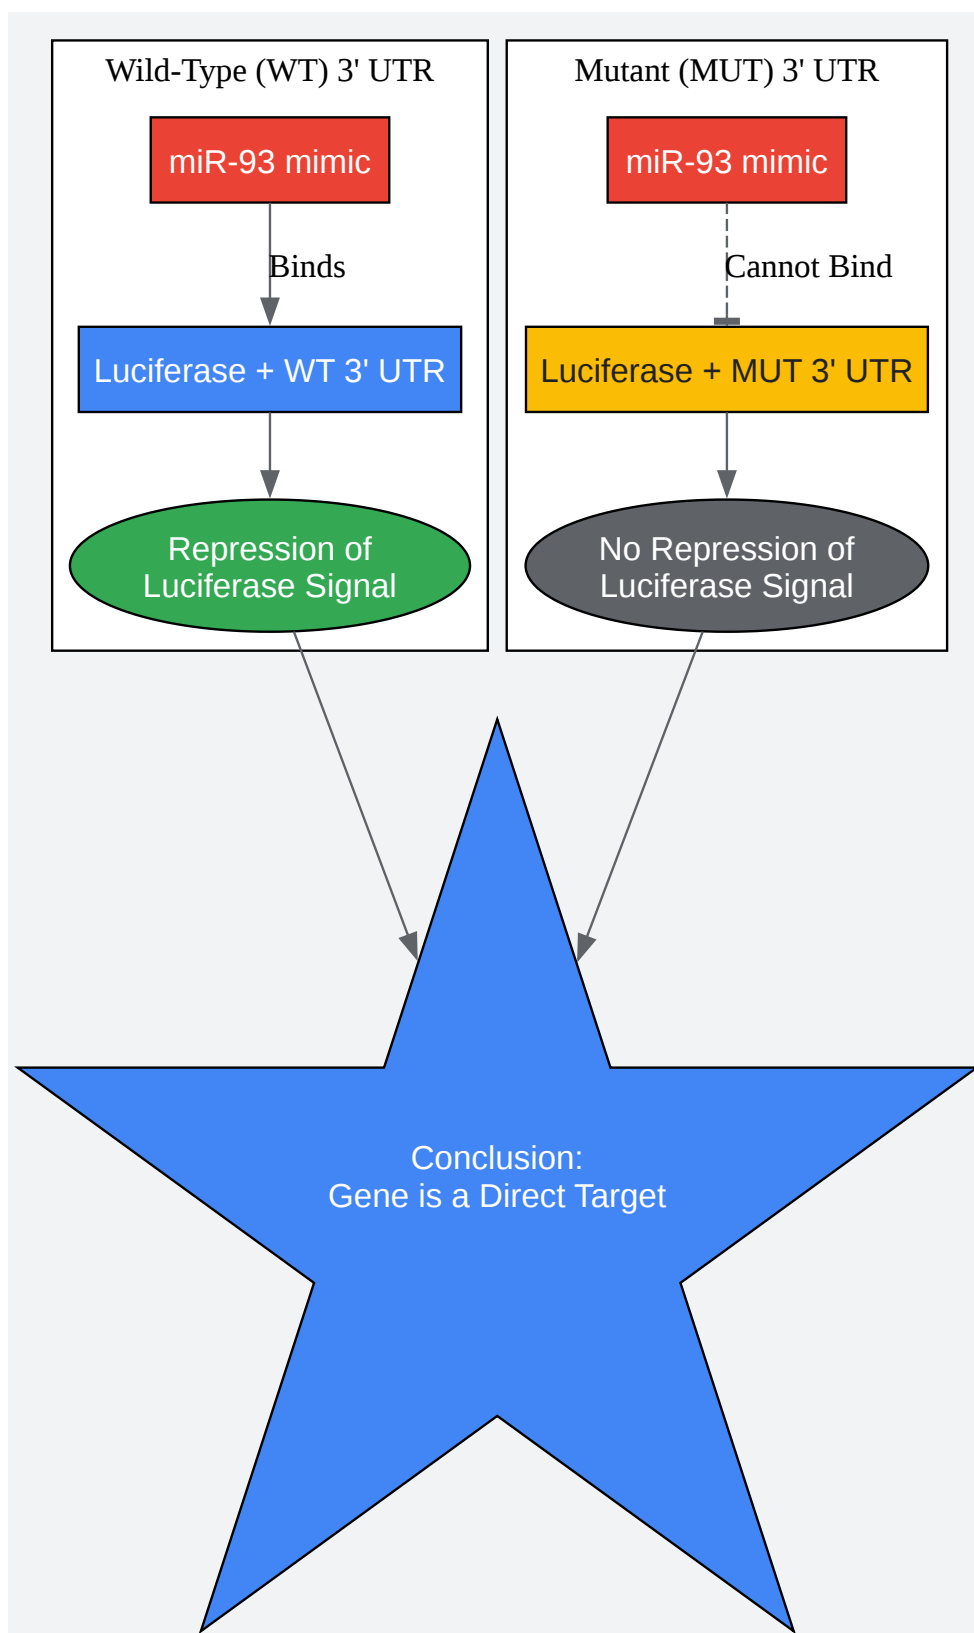 Wild-Type (WT) 3' UTR
miR-93 mimic
Binds
Luciferase + WT 3' UTR
Repression of
Luciferase Signal
Mutant (MUT) 3' UTR
miR-93 mimic
Cannot Bind
Luciferase + MUT 3' UTR
No Repression of
Luciferase Signal
Conclusion:
Gene is a Direct Target